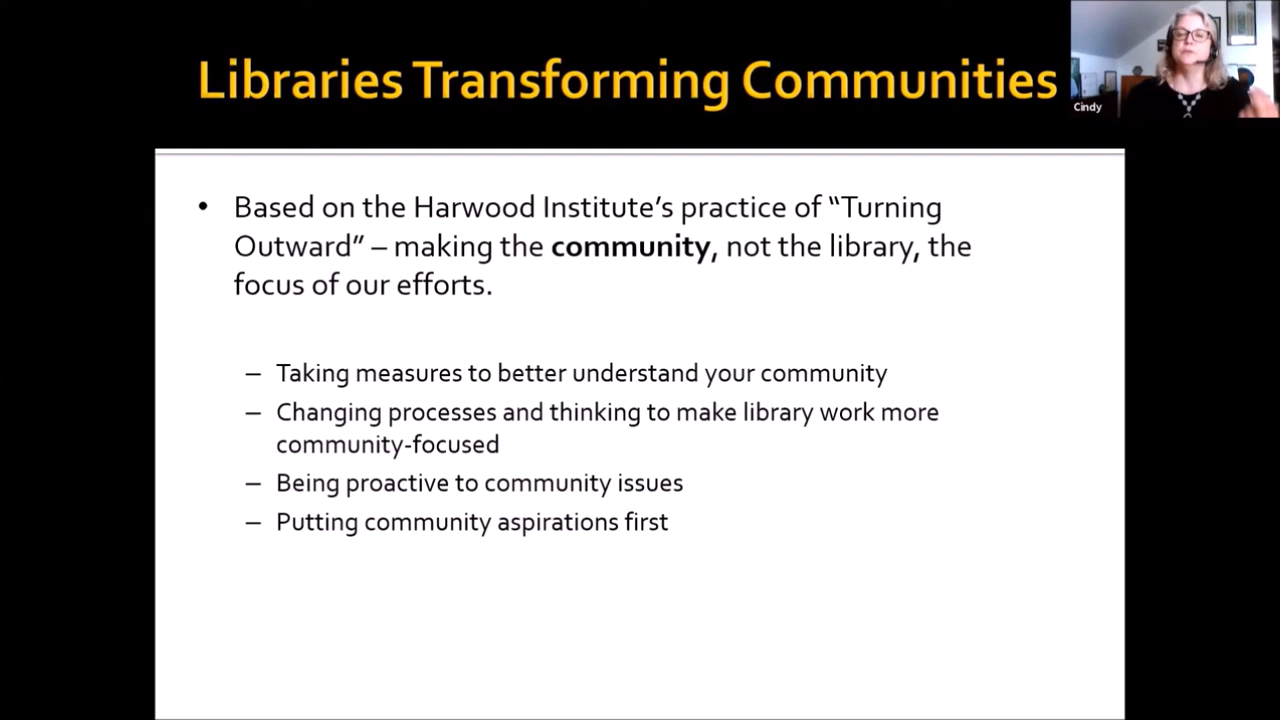 Libraries Transforming Communities
Cindy
• Based on the Harwood Institute’s practice of “Turning
Outward” – making the community, not the library, the
focus of our efforts.
– Taking measures to better understand your community
– Changing processes and thinking to make library work more
community-focused
– Being proactive to community issues
– Putting community aspirations first